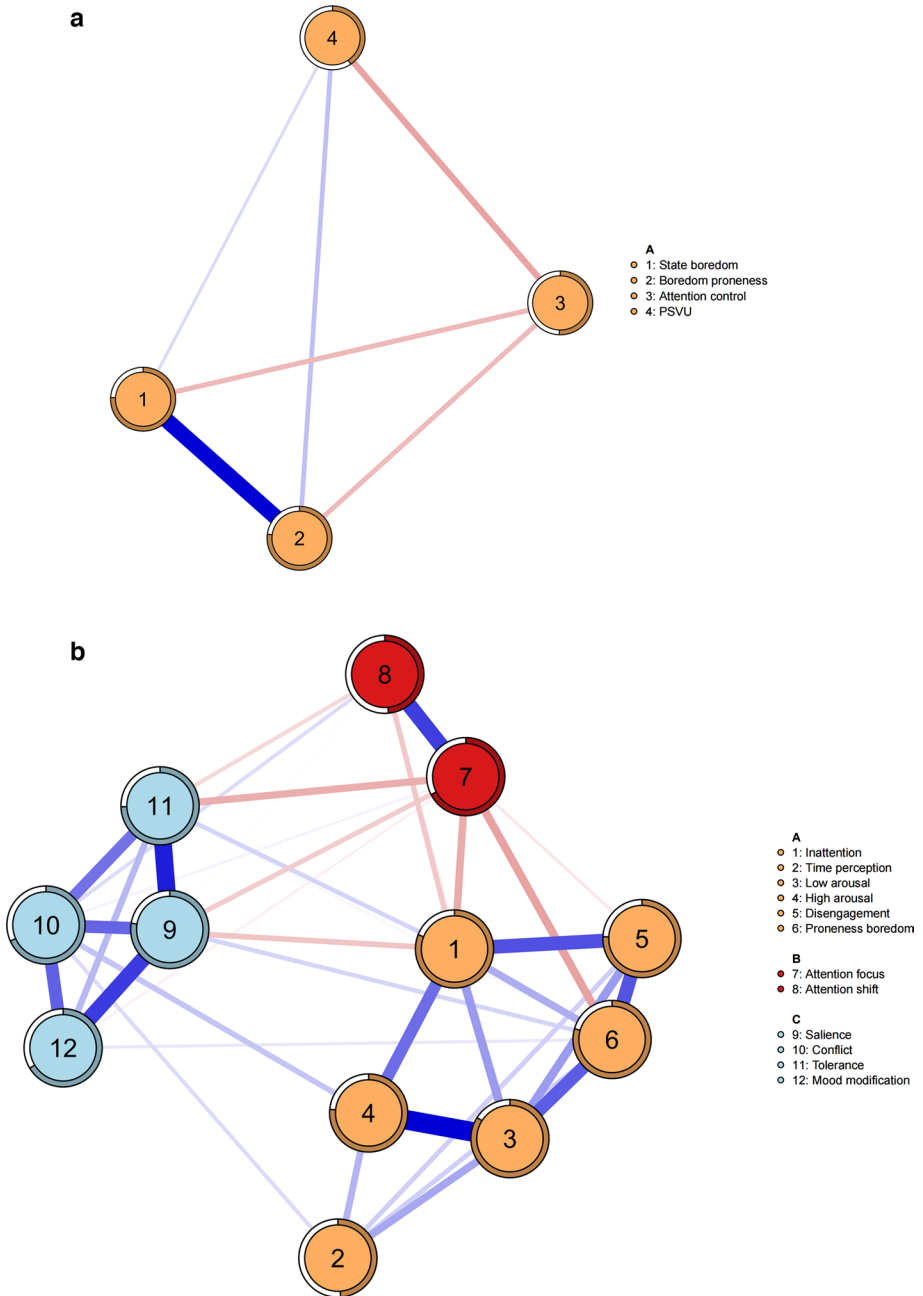 a
4
3
1
2
A
1: State boredom
2: Boredom proneness
3: Attention control
4: PSVU
b
8
7
11
10
9
12
1
5
6
4
3
2
A
1: Inattention
2: Time perception
3: Low arousal
4: High arousal
5: Disengagement
6: Proneness boredom
B
7: Attention focus
8: Attention shift
C
9: Salience
10: Conflict
11: Tolerance
12: Mood modification